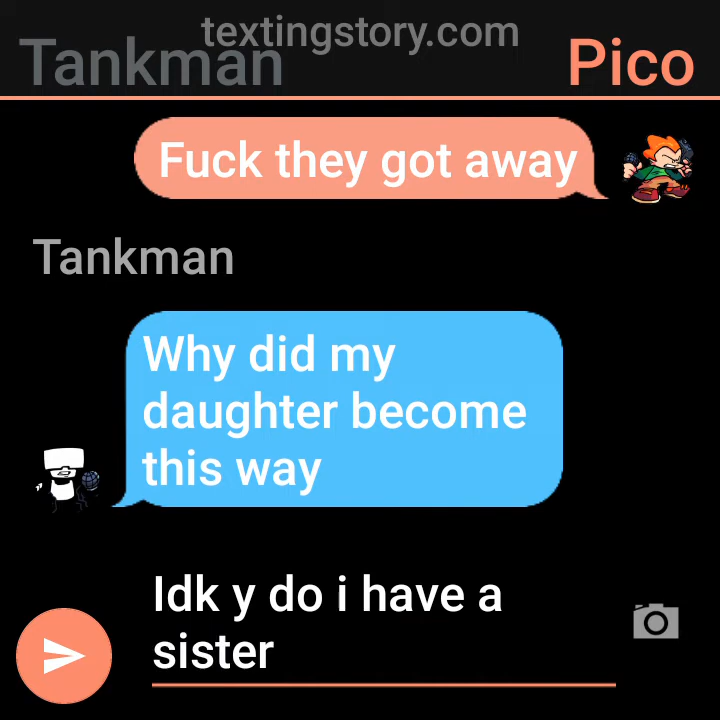 textingstory.com
Tankman
Pico
Fuck they got away
Tankman
Why did my
daughter become
this way
Idk y do i have a
sister